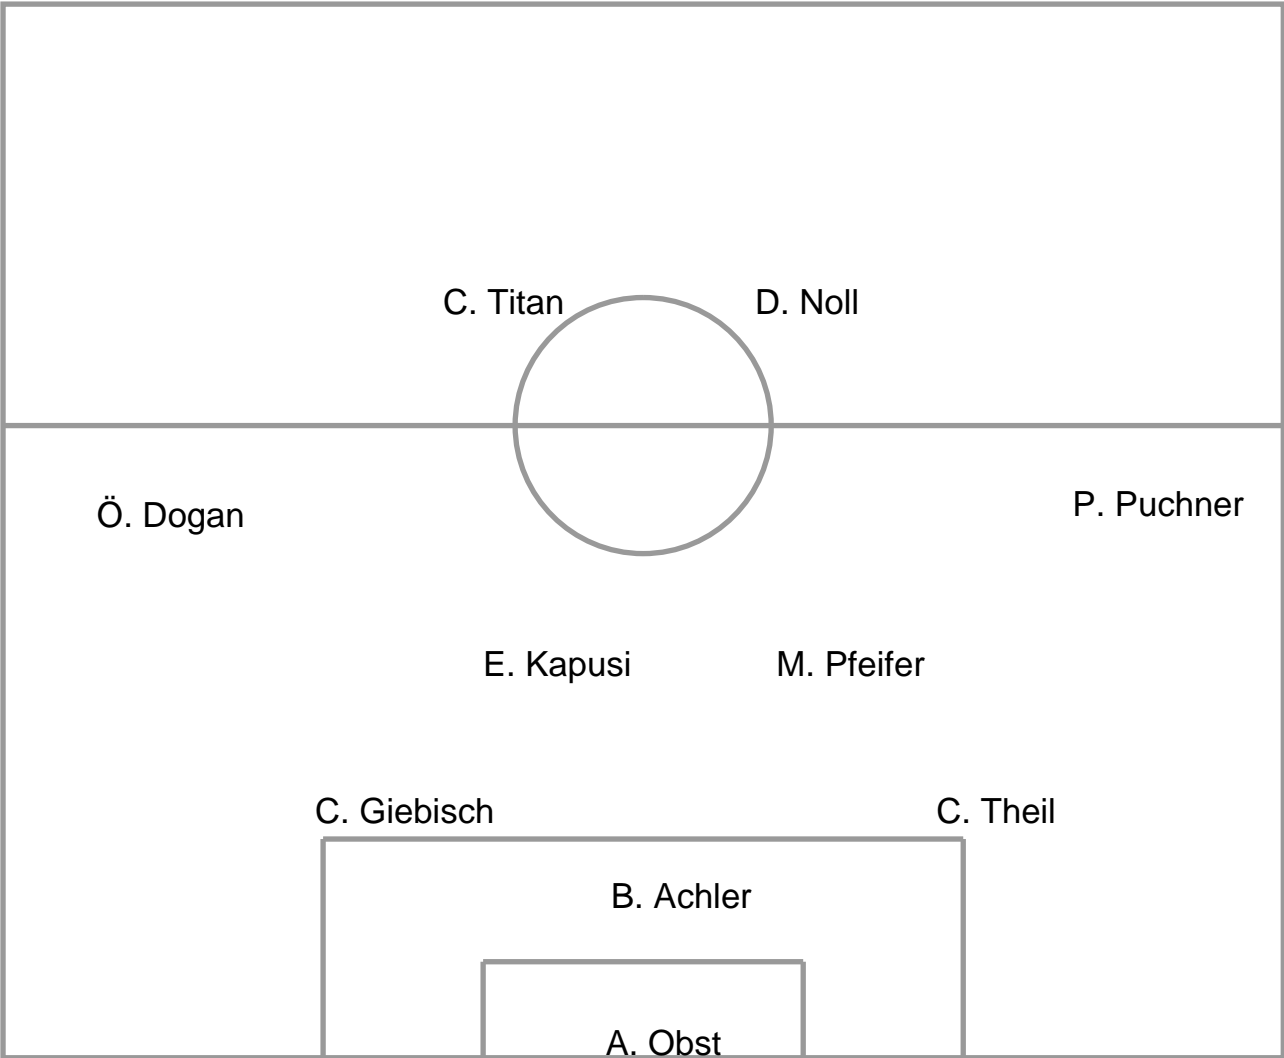 C. Titan
D. Noll
Ö. Dogan
P. Puchner
E. Kapusi
M. Pfeifer
C. Giebisch
C. Theil
B. Achler
A. Obst